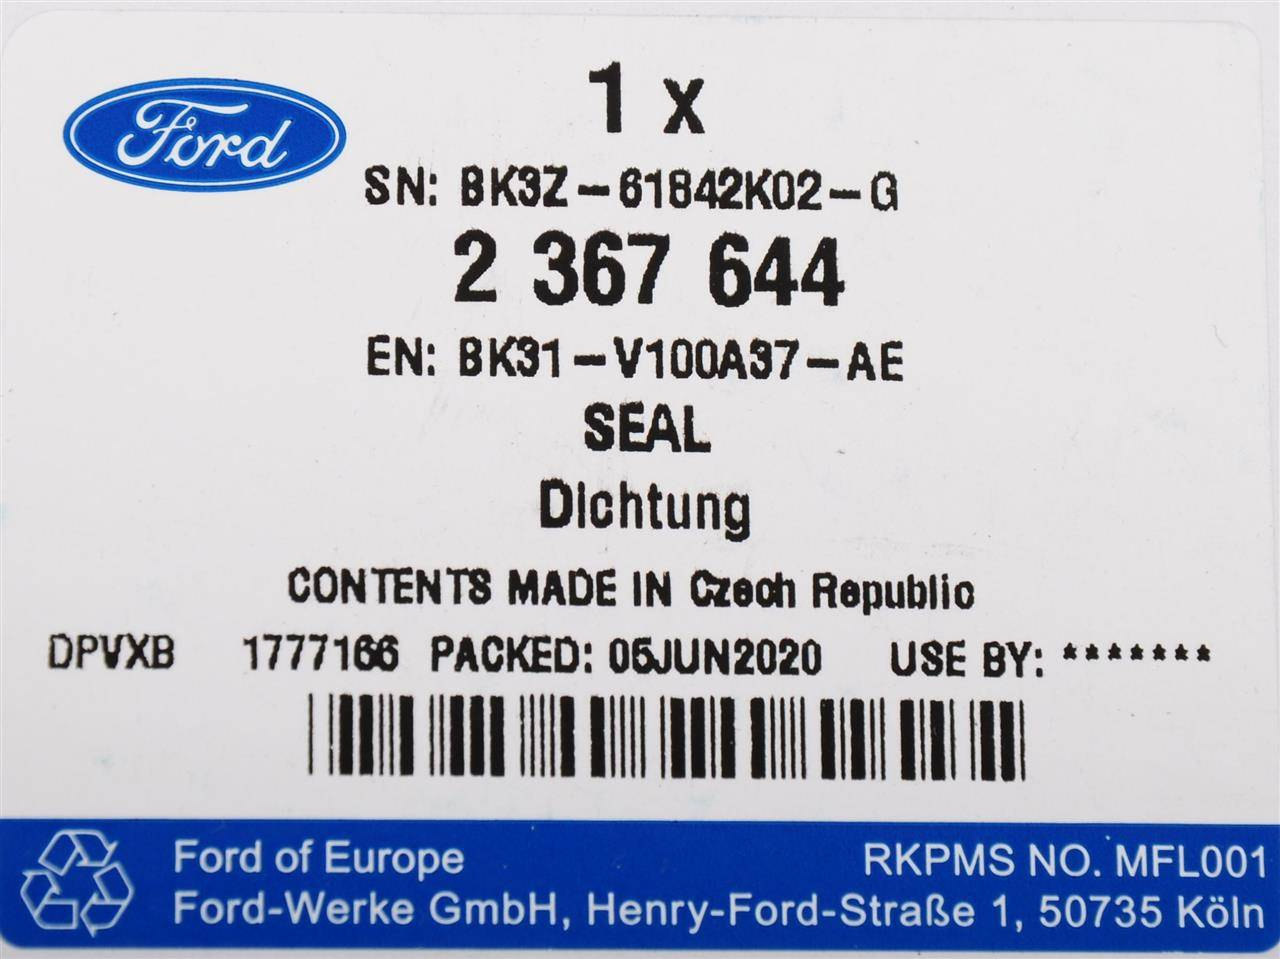 Ford
1 x
SN: BK3Z-61842K02-G
2 367 644
EN: BK31-V100A37-AE
SEAL
Dichtung
CONTENTS MADE IN Czech Republic
DPVXB 1777166 PACKED: 05JUN2020 USE BY: *******
Ford of Europe RKPMS NO. MFL001
Ford-Werke GmbH, Henry-Ford-Straße 1, 50735 Köln